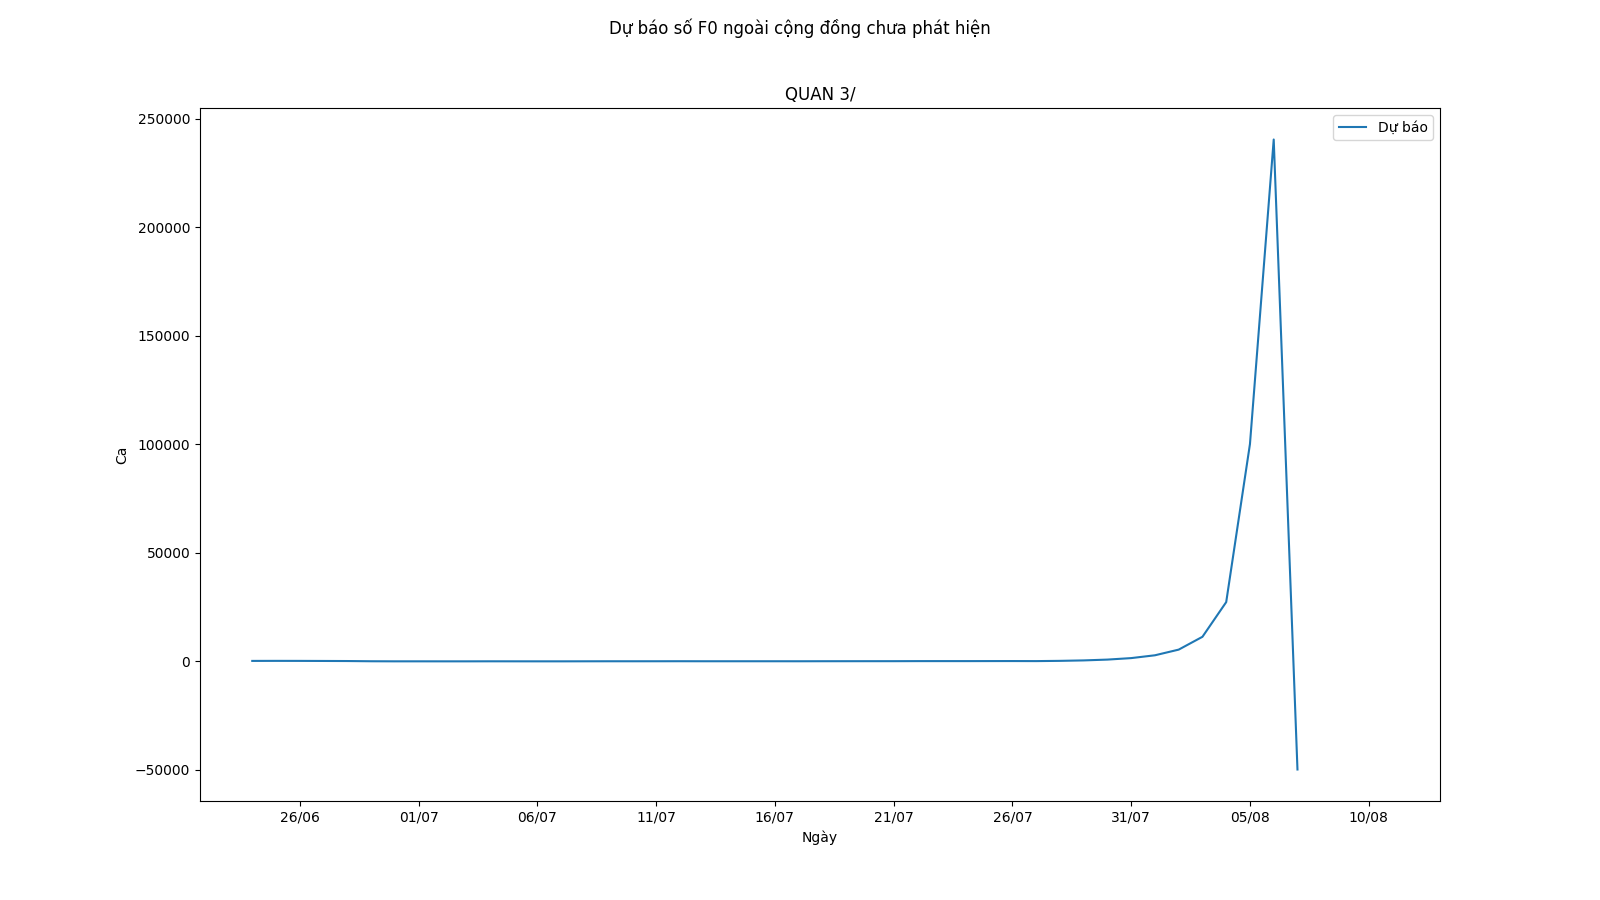 Dự báo số F0 ngoài cộng đồng chưa phát hiện
QUAN 3/
Dự báo
250000
200000
150000
100000
50000
0
−50000
Ca
26/06 01/07 06/07 11/07 16/07 21/07 26/07 31/07 05/08 10/08
Ngày